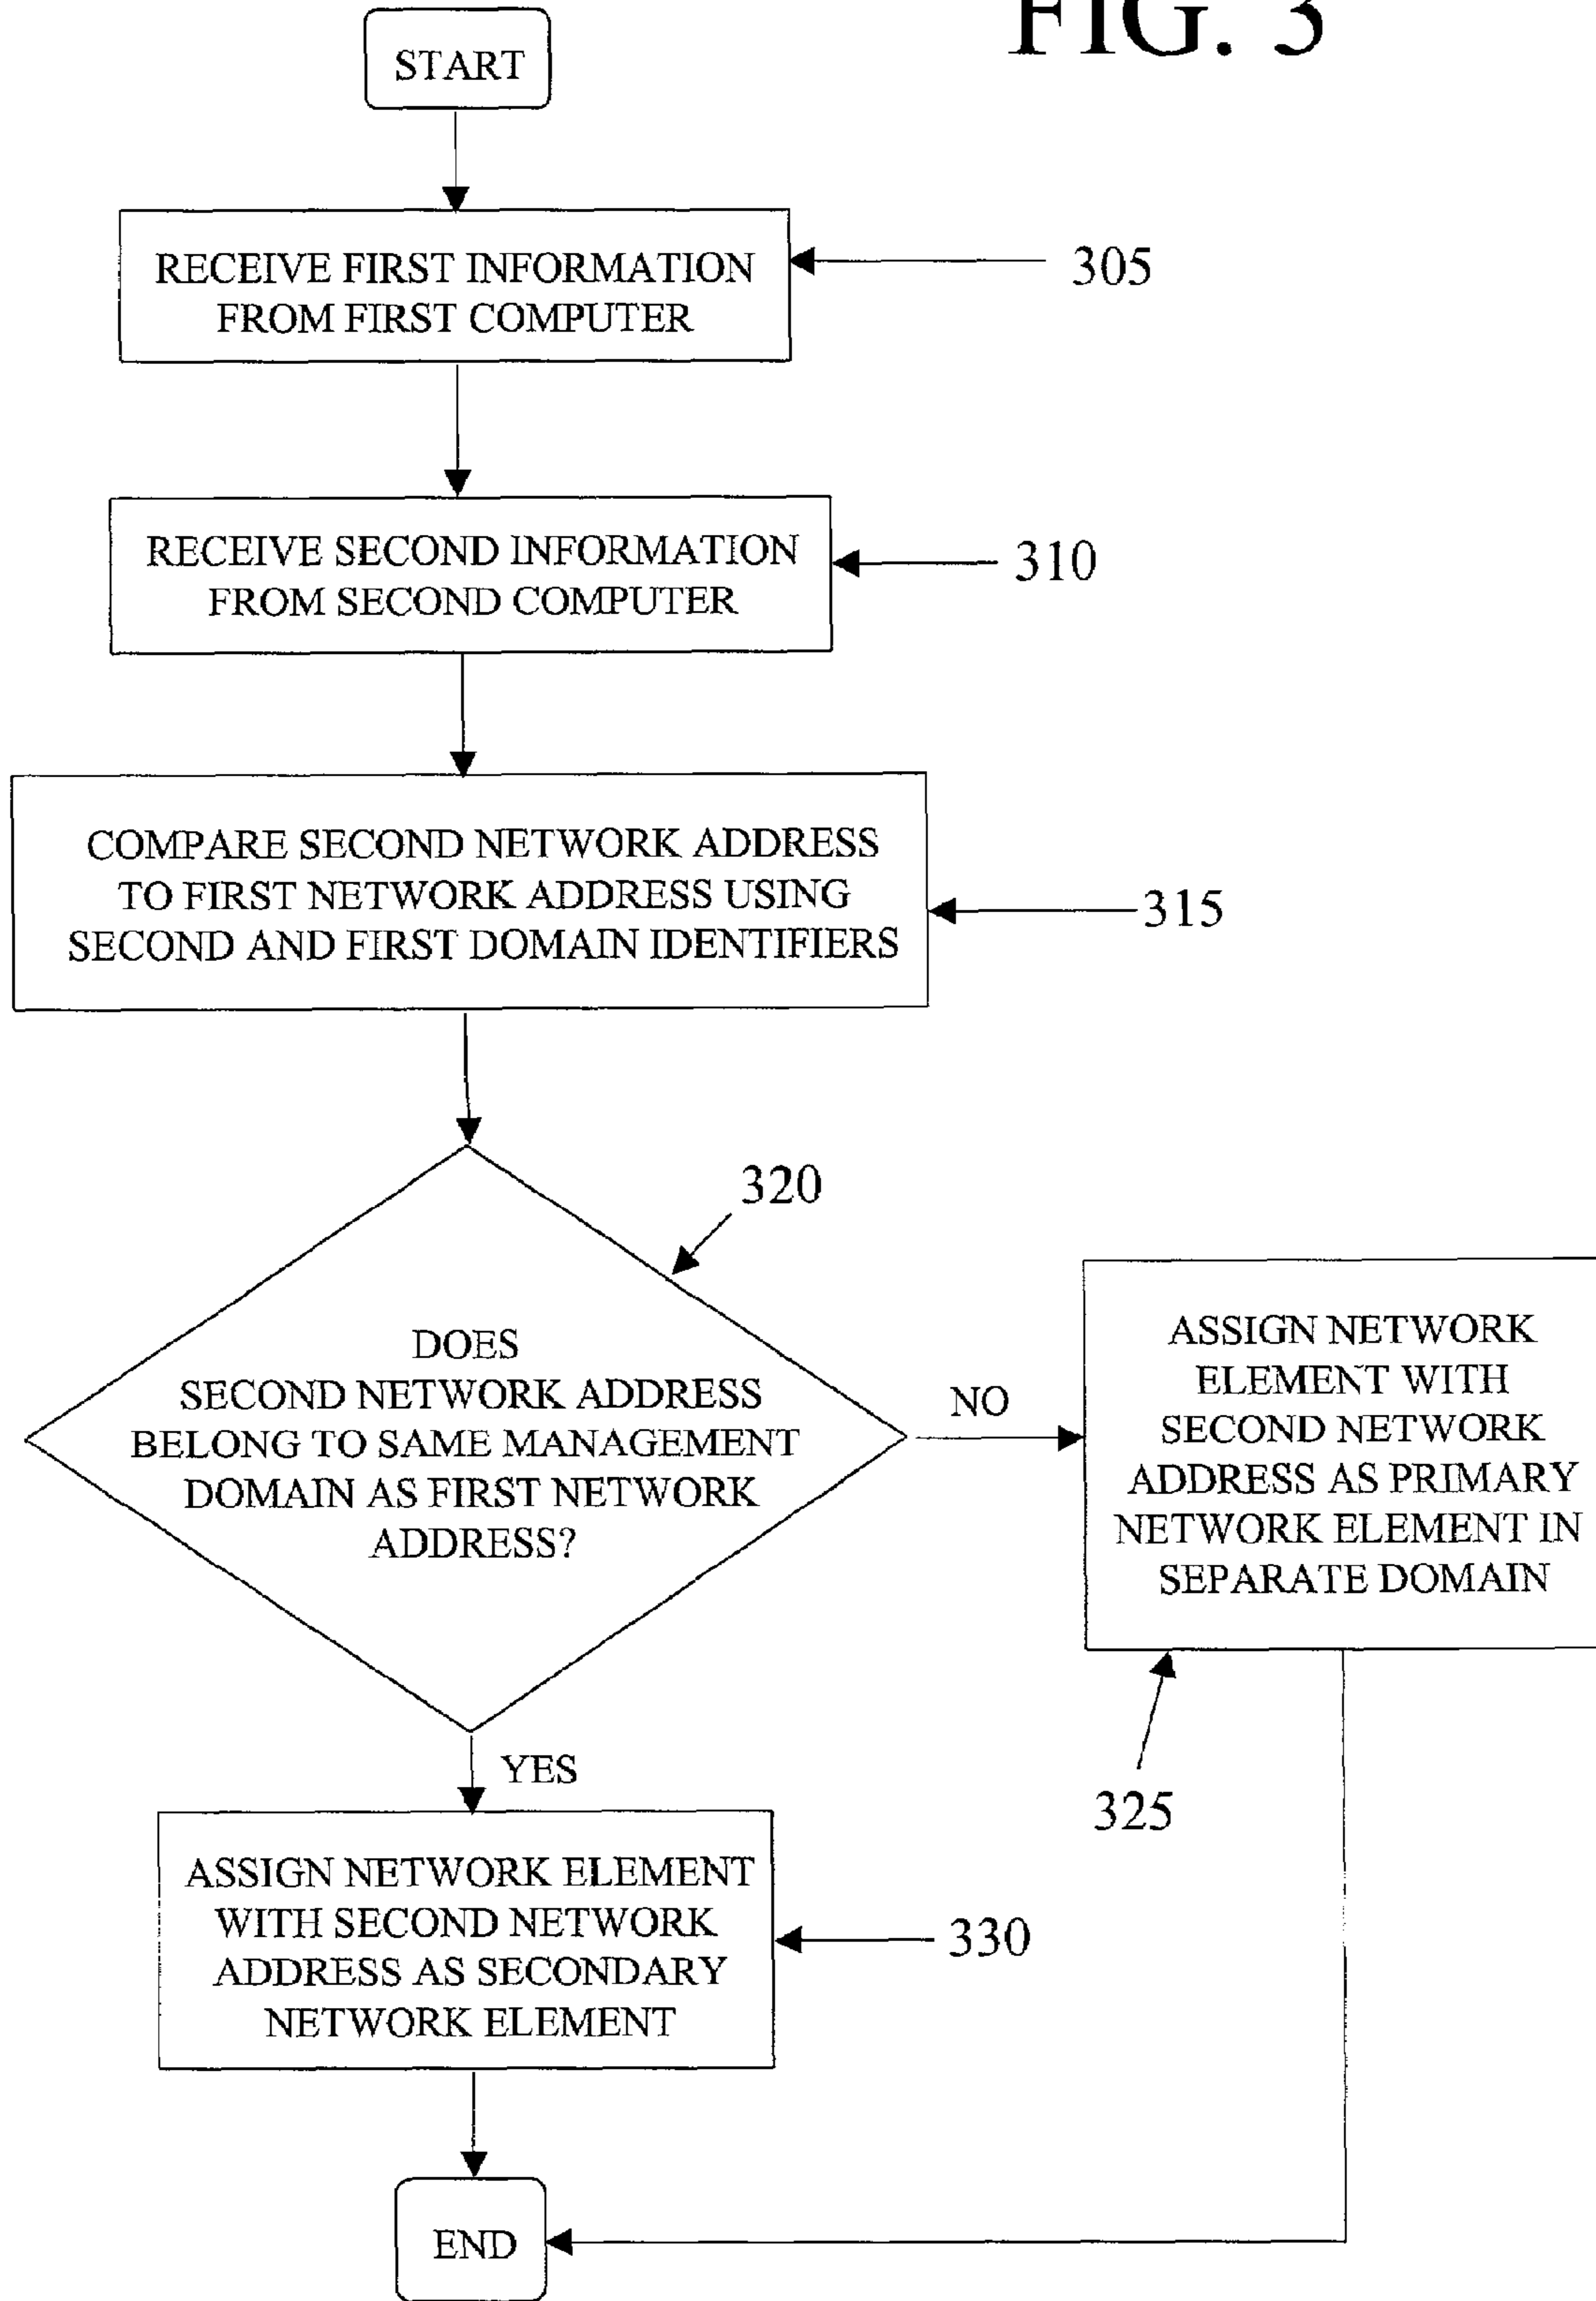 FIG. 3
START
RECEIVE FIRST INFORMATION
FROM FIRST COMPUTER
305
RECEIVE SECOND INFORMATION
FROM SECOND COMPUTER
310
COMPARE SECOND NETWORK ADDRESS
TO FIRST NETWORK ADDRESS USING
SECOND AND FIRST DOMAIN IDENTIFIERS
315
320
DOES
SECOND NETWORK ADDRESS
BELONG TO SAME MANAGEMENT
DOMAIN AS FIRST NETWORK
ADDRESS?
NO
ASSIGN NETWORK
ELEMENT WITH
SECOND NETWORK
ADDRESS AS PRIMARY
NETWORK ELEMENT IN
SEPARATE DOMAIN
325
YES
ASSIGN NETWORK ELEMENT
WITH SECOND NETWORK
ADDRESS AS SECONDARY
NETWORK ELEMENT
330
END